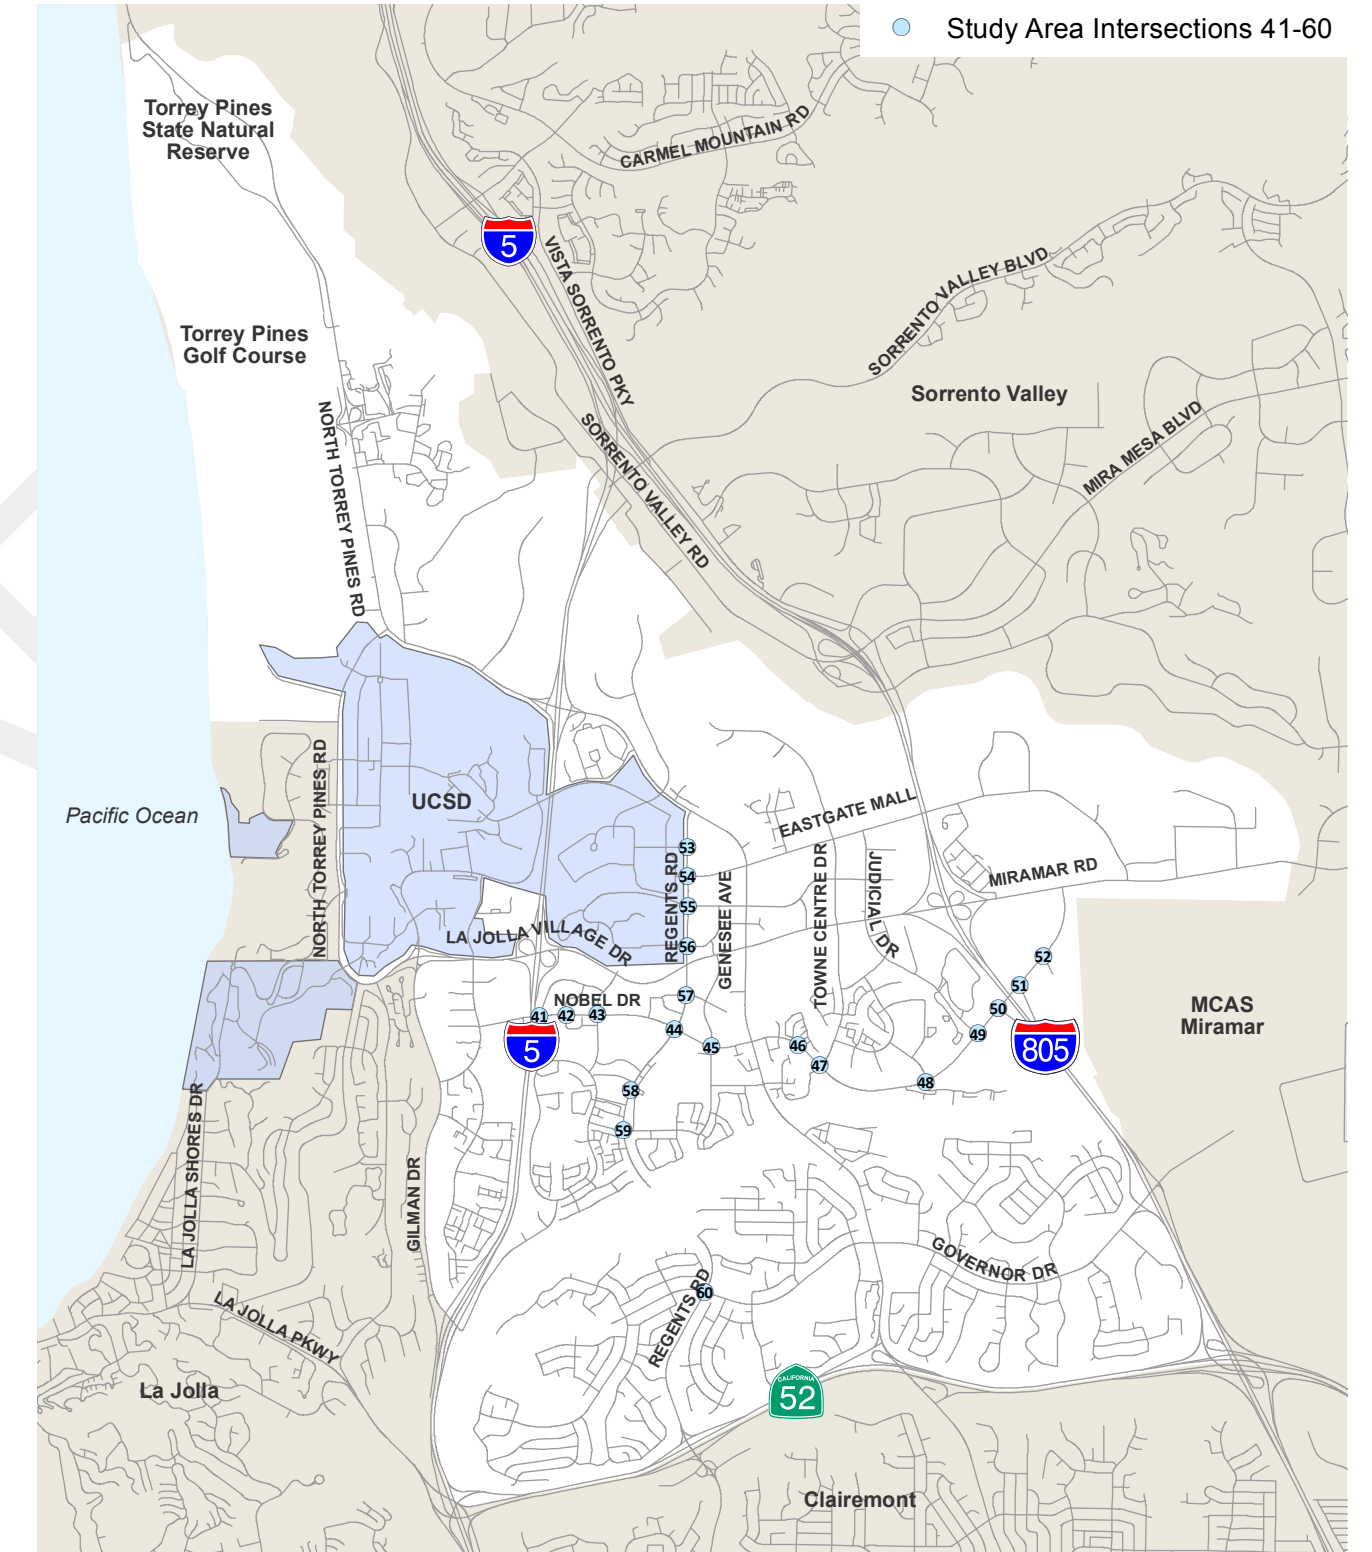 Study Area Intersections 41-60
Torrey Pines
State Natural
Reserve
CARMEL MOUNTAIN RD
5
VISTA SORRENTO PKY
SORRENTO VALLEY BLVD
Torrey Pines
Golf Course
Sorrento Valley
NORTH TORREY PINES RD
SORRENTO VALLEY RD
MIRA MESA BLVD
UCSD
Pacific Ocean
NORTH TORREY PINES RD
EASTGATE MALL
53
54
55
56
REGENTS RD
GENESEE AVE
TOWNE CENTRE DR
JUDICIAL DR
MIRAMAR RD
LA JOLLA VILLAGE DR
52
51
50
49
48
57
NOBEL DR
41
42
43
44
45
46
47
5
805
MCAS
Miramar
58
59
LA JOLLA SHORES DR
GILMAN DR
GOVERNOR DR
REGENTS RD
60
LA JOLLA PKWY
La Jolla
CALIFORNIA
52
Clairemont